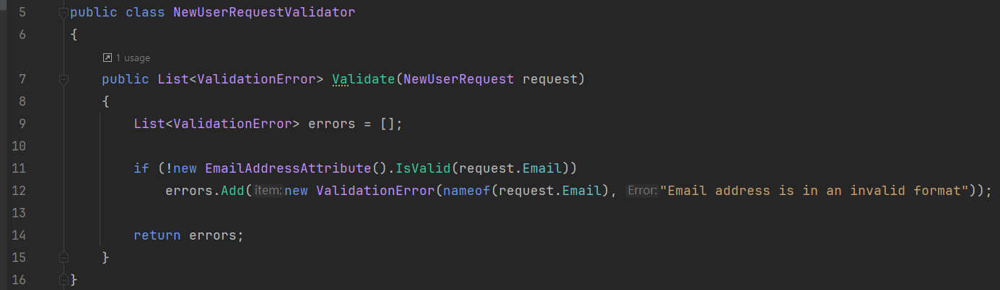 5 public class NewUserRequestValidator
6 {
1 usage
7 public List<ValidationError> Validate(NewUserRequest request)
8 {
9 List<ValidationError> errors = [];
10
11 if (!new EmailAddressAttribute().IsValid(request.Email))
12 errors.Add(item:new ValidationError(nameof(request.Email), Error:"Email address is in an invalid format"));
13
14 return errors;
15 }
16 }